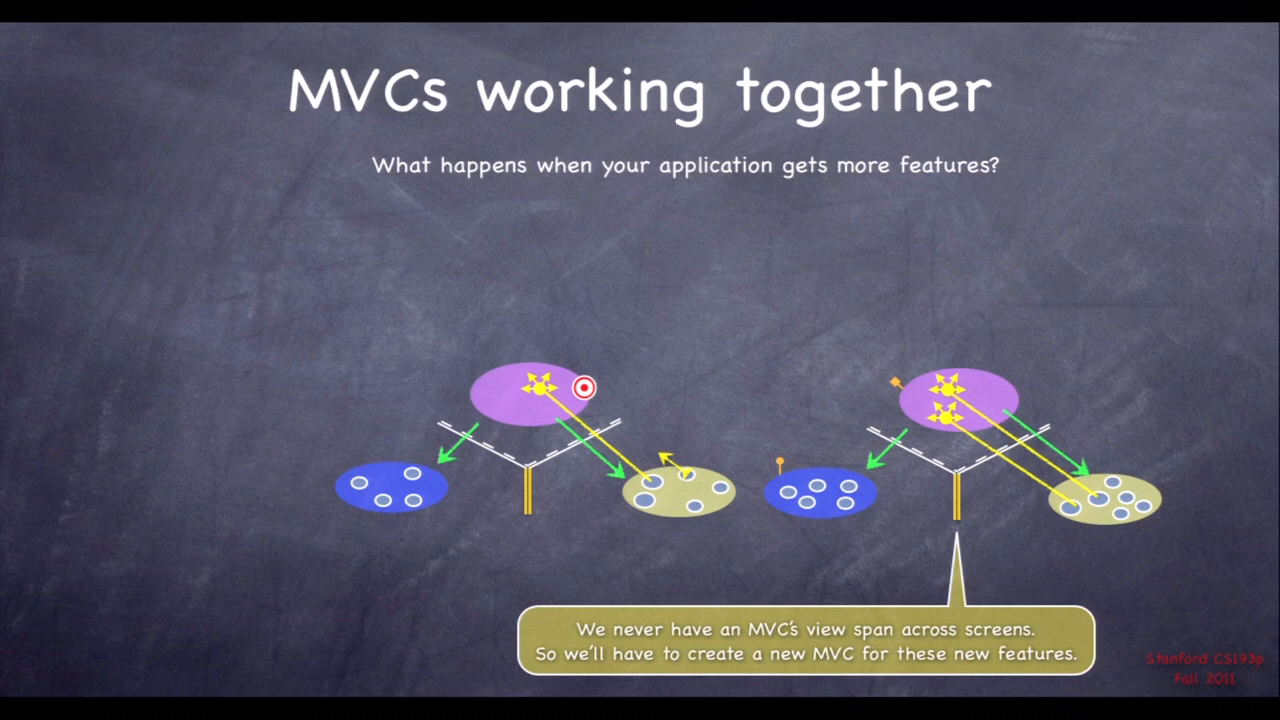 MVCs working together
What happens when your application gets more features?
We never have an MVC's view span across screens.
So we'll have to create a new MVC for these new features.
Stanford CS193p
Fall 2011